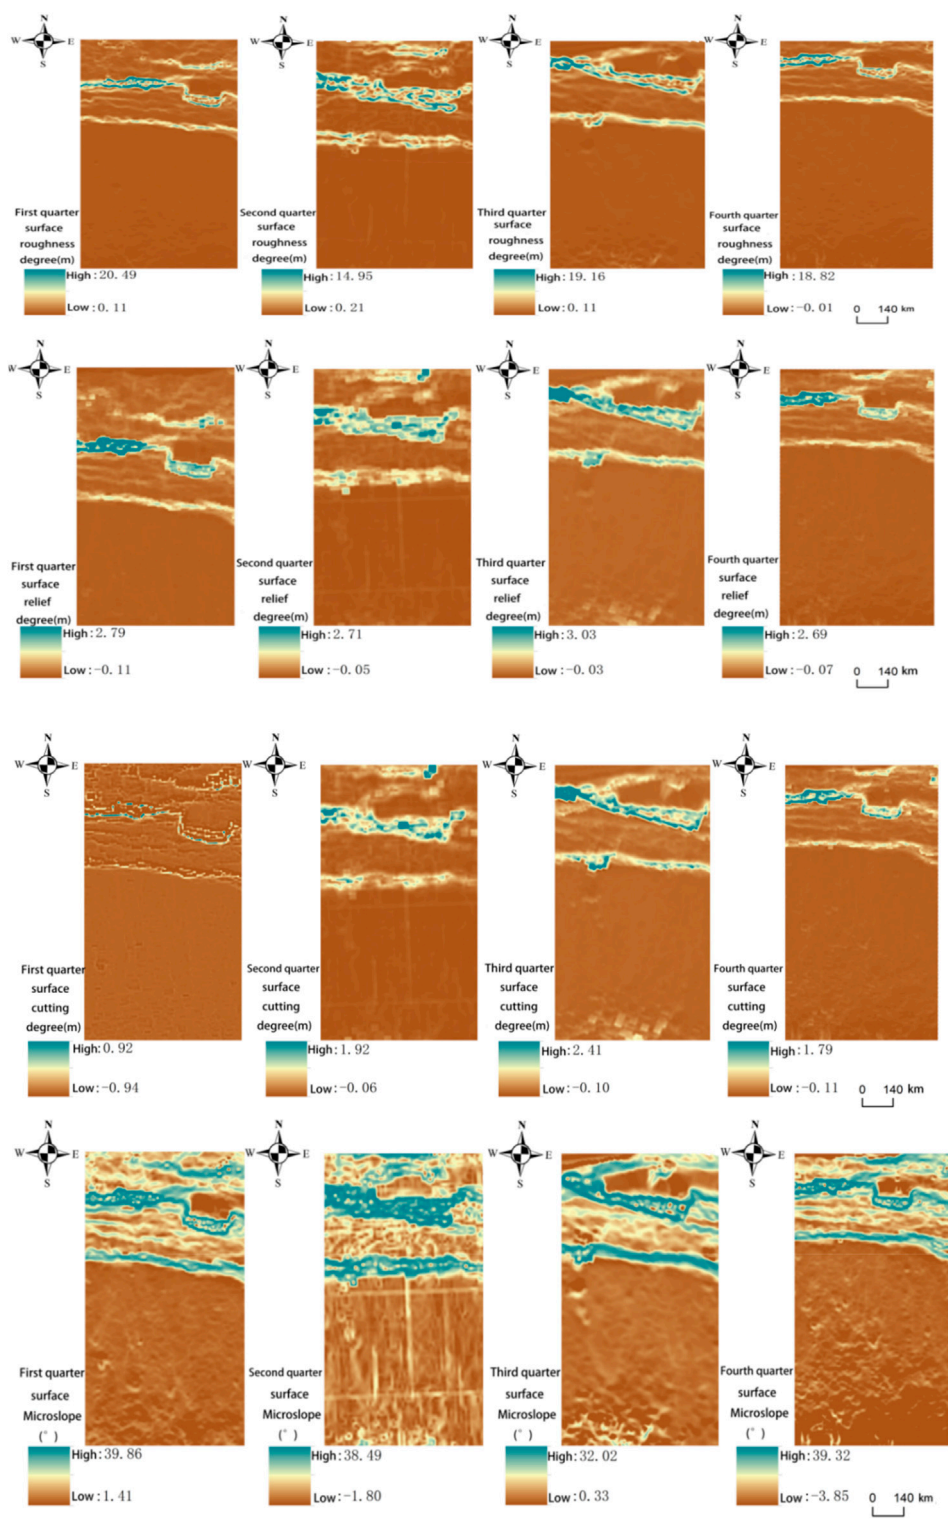 N
W E
S
N
W E
S
N
W E
S
N
W E
S
First quarter
surface
roughness
degree(m)
High:20.49
Low:0.11
Second quarter
surface
roughness
degree(m)
High:14.95
Low:0.21
Third quarter
surface
roughness
degree(m)
High:19.16
Low:0.11
Fourth quarter
surface
roughness
degree(m)
High:18.82
Low:-0.01
0 140 km
N
W E
S
N
W E
S
N
W E
S
N
W E
S
First quarter
surface
relief
degree(m)
High:2.79
Low:-0.11
Second quarter
surface
relief
degree(m)
High:2.71
Low:-0.05
Third quarter
surface
relief
degree(m)
High:3.03
Low:-0.03
Fourth quarter
surface
relief
degree(m)
High:2.69
Low:-0.07
0 140 km
N
W E
S
N
W E
S
N
W E
S
N
W E
S
First quarter
surface
cutting
degree(m)
High:0.92
Low:-0.94
Second quarter
surface
cutting
degree(m)
High:1.92
Low:-0.06
Third quarter
surface
cutting
degree(m)
High:2.41
Low:-0.10
Fourth quarter
surface
cutting
degree(m)
High:1.79
Low:-0.11
0 140 km
N
W E
S
N
W E
S
N
W E
S
N
W E
S
First quarter
surface
Microslope
(°)
High:39.86
Low:1.41
Second quarter
surface
Microslope
(°)
High:38.49
Low:-1.80
Third quarter
surface
Microslope
(°)
High:32.02
Low:0.33
Fourth quarter
surface
Microslope
(°)
High:39.32
Low:-3.85
0 140 km